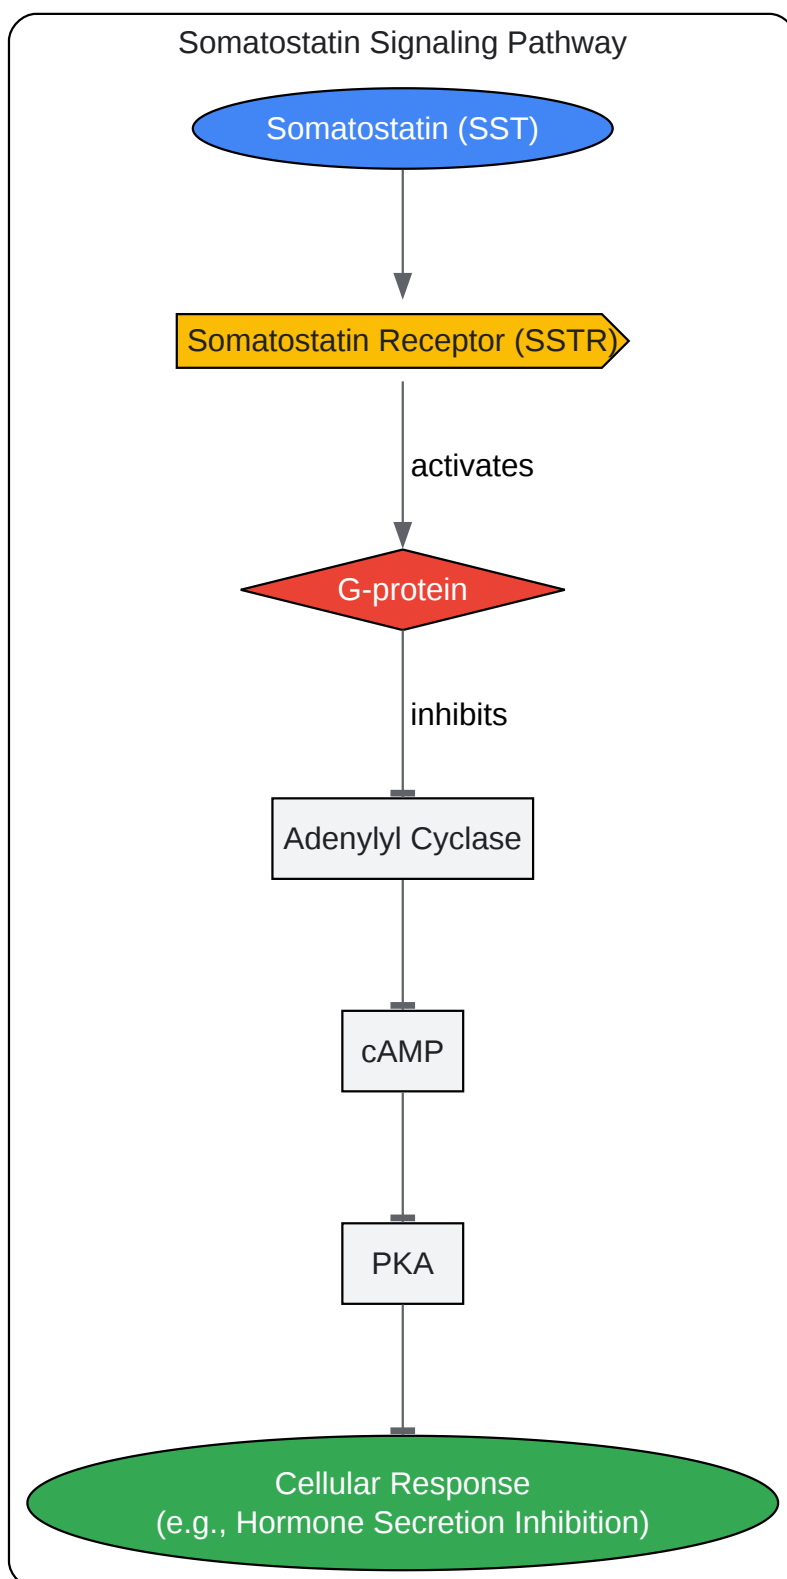 Somatostatin Signaling Pathway
Somatostatin (SST)
Somatostatin Receptor (SSTR)
activates
G-protein
inhibits
Adenylyl Cyclase
cAMP
PKA
Cellular Response
(e.g., Hormone Secretion Inhibition)